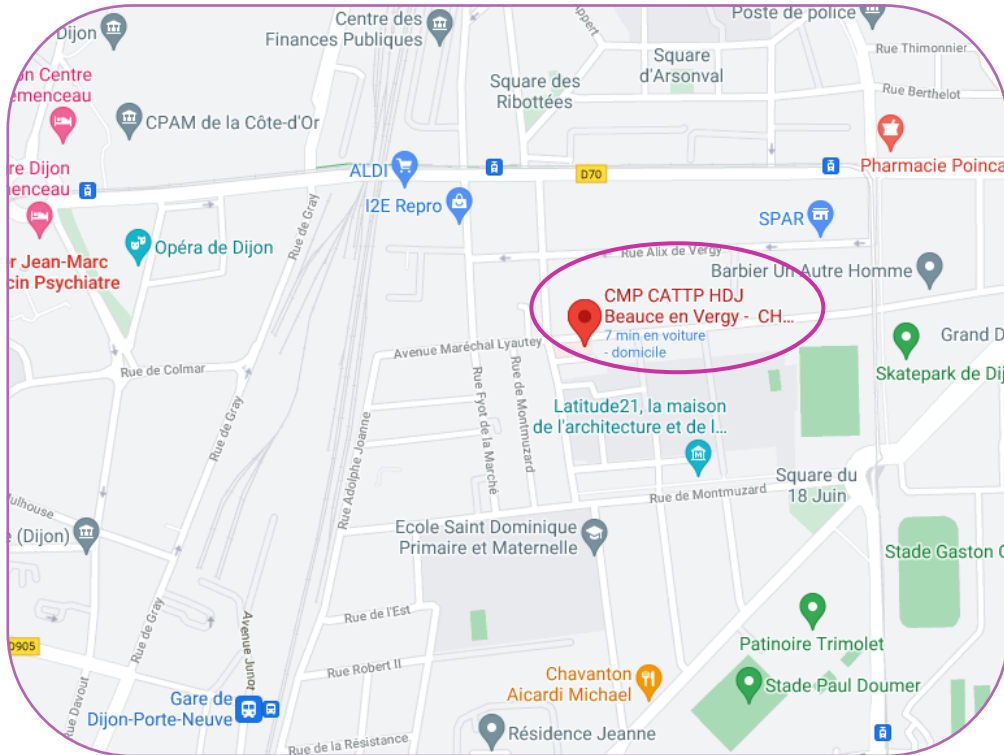 Dijon
Centre des
Finances Publiques
Poste de police
Rue Thimonnier
Square
d'Arsonval
Square des
Ribottées
Rue Berthelot
on Centre
emenceau
CPAM de la Côte-d'Or
Pharmacie Poinca
ALDI
D70
re Dijon
menceau
I2E Repro
SPAR
Rue de Gray
Opéra de Dijon
Rue Alix de Vergy
er Jean-Marc
cin Psychiatre
Barbier Un Autre Homme
CMP CATTP HDJ
Beauce en Vergy - CH...
7 min en voiture
- domicile
Grand D
Avenue Maréchal Lyautey
Rue de Colmar
Skatepark de Dij
Rue de Montmuzard
Rue Fyot de la Marché
Latitude21, la maison
de l'architecture et de l...
Rue de Gray
Rue Adolphe Joanne
Square du
18 Juin
Rue de Montmuzard
Mulhouse
e (Dijon)
Ecole Saint Dominique
Primaire et Maternelle
Stade Gaston G
Rue de l'Est
Rue de Gray
Avenue Junot
D905
Patinoire Trimolet
Rue Robert II
Chavanton
Aicardi Michael
Stade Paul Doumer
Rue Davout
Gare de
Dijon-Porte-Neuve
Résidence Jeanne
Rue de la Résistance